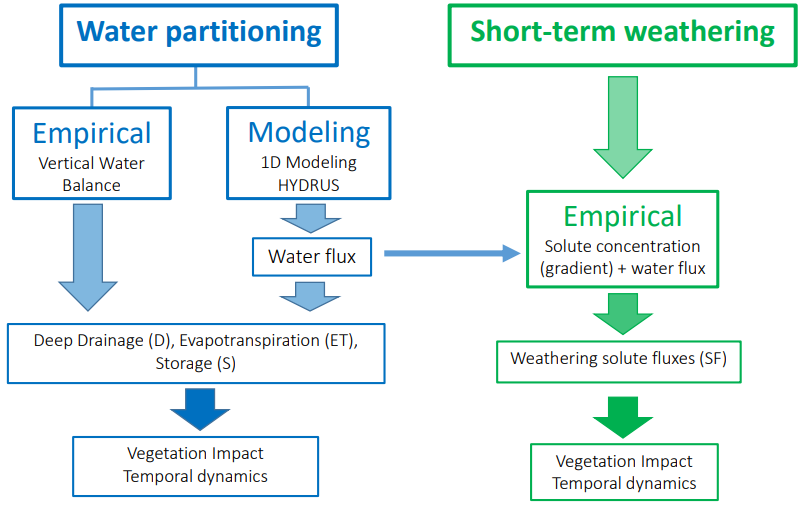 Water partitioning
Short-term weathering
Empirical
Vertical Water
Balance
Modeling
1D Modeling
HYDRUS
Water flux
Empirical
Solute concentration
(gradient) + water flux
Deep Drainage (D), Evapotranspiration (ET),
Storage (S)
Weathering solute fluxes (SF)
Vegetation Impact
Temporal dynamics
Vegetation Impact
Temporal dynamics